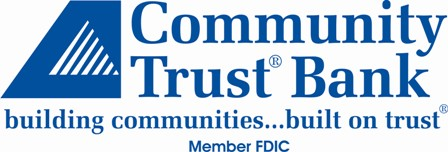 Community
Trust® Bank
building communities...built on trust®
Member FDIC